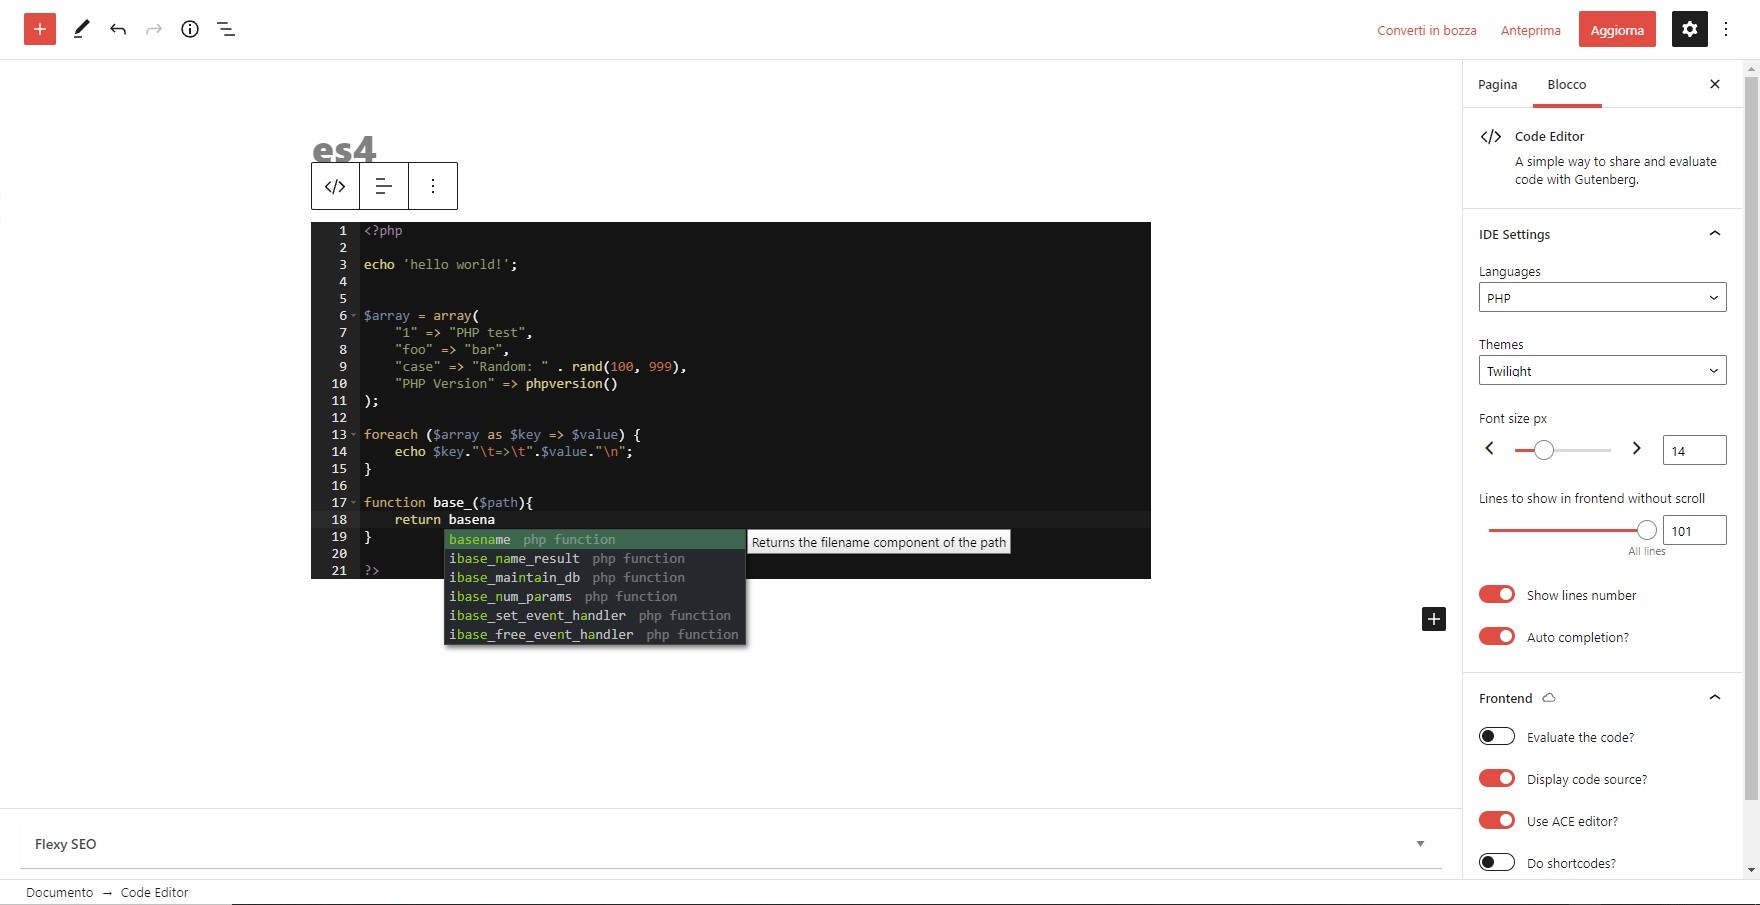 Converti in bozza
Anteprima
Aggiorna
es4
1 <?php
2
3 echo 'hello world!';
4
5
6 $array = array(
7 "1" => "PHP test",
8 "foo" => "bar",
9 "case" => "Random: " . rand(100, 999),
10 "PHP Version" => phpversion()
11 );
12
13 foreach ($array as $key => $value) {
14 echo $key."\t=>\t".$value."\n";
15 }
16
17 function base_($path){
18 return basena
19 }
20
21 ?>
basename php function
ibase_name_result php function
ibase_maintain_db php function
ibase_num_params php function
ibase_set_event_handler php function
ibase_free_event_handler php function
Returns the filename component of the path
Flexy SEO
Documento → Code Editor
Pagina
Blocco
Code Editor
A simple way to share and evaluate
code with Gutenberg.
IDE Settings
Languages
PHP
Themes
Twilight
Font size px
14
Lines to show in frontend without scroll
101
All lines
Show lines number
Auto completion?
Frontend
Evaluate the code?
Display code source?
Use ACE editor?
Do shortcodes?